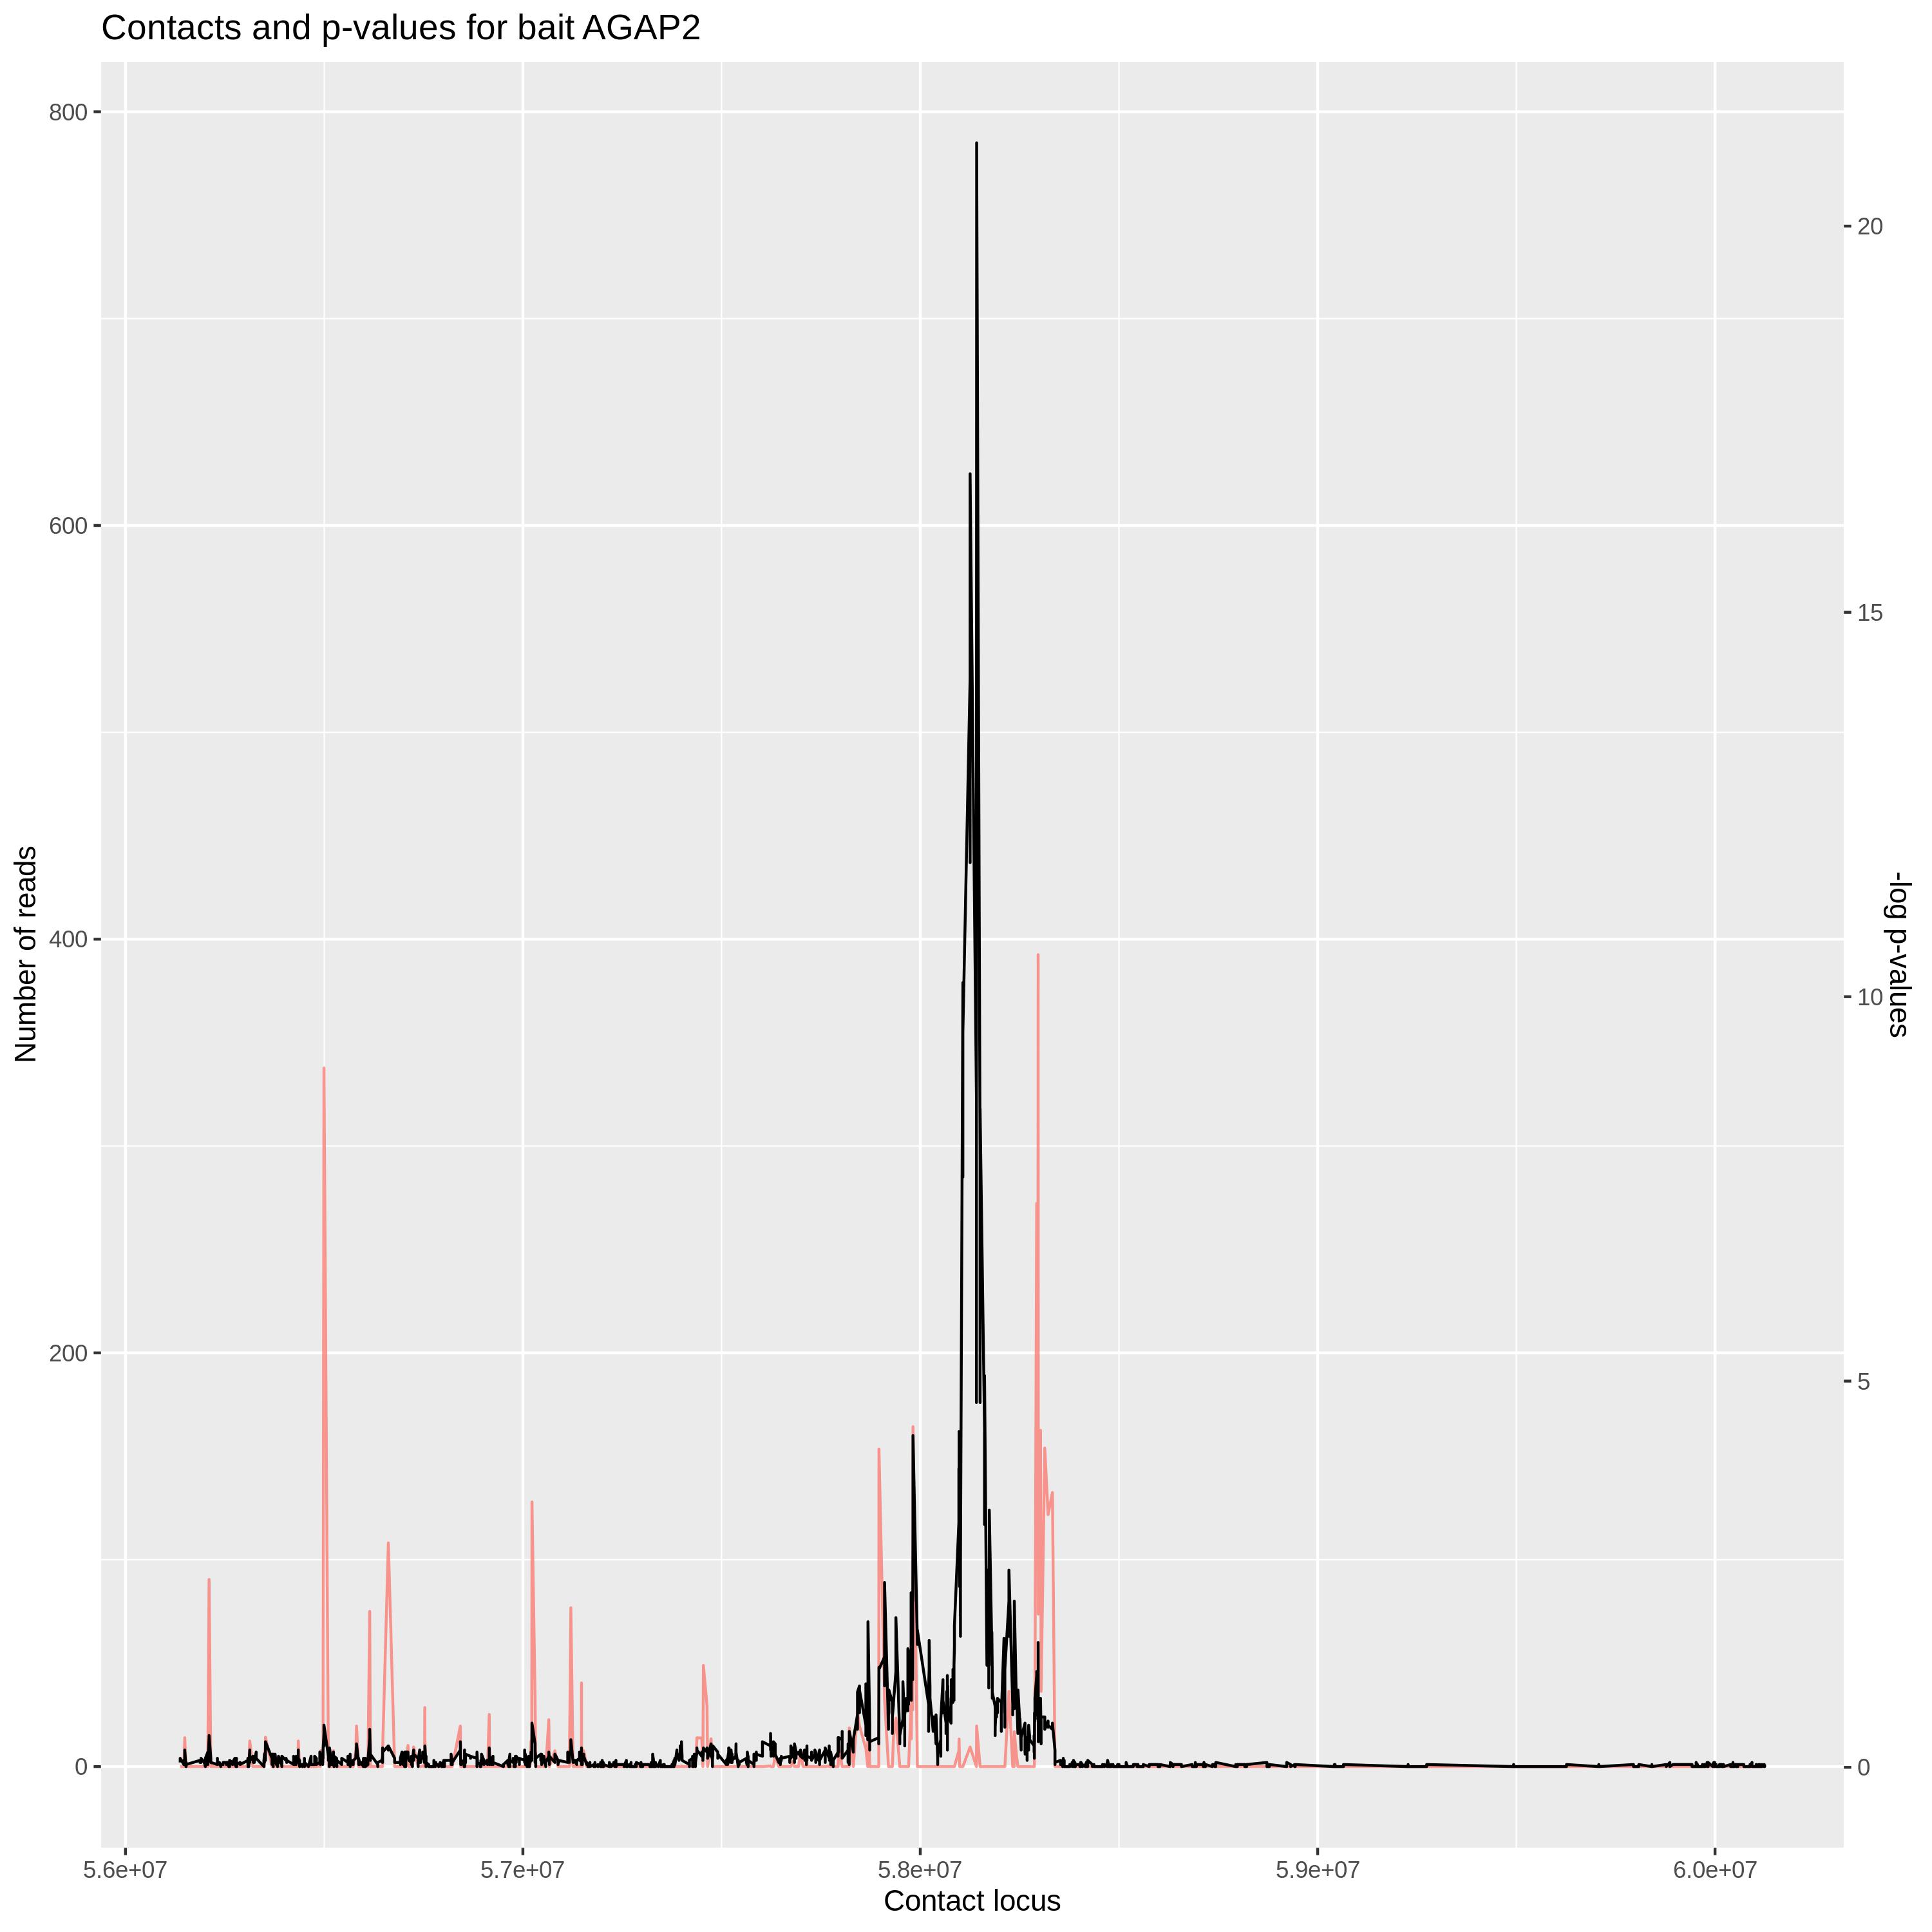 Contacts and p-values for bait AGAP2
800
600
400
200
0
Number of reads
20
15
10
5
0
-log p-values
5.6e+07
5.7e+07
5.8e+07
5.9e+07
6.0e+07
Contact locus